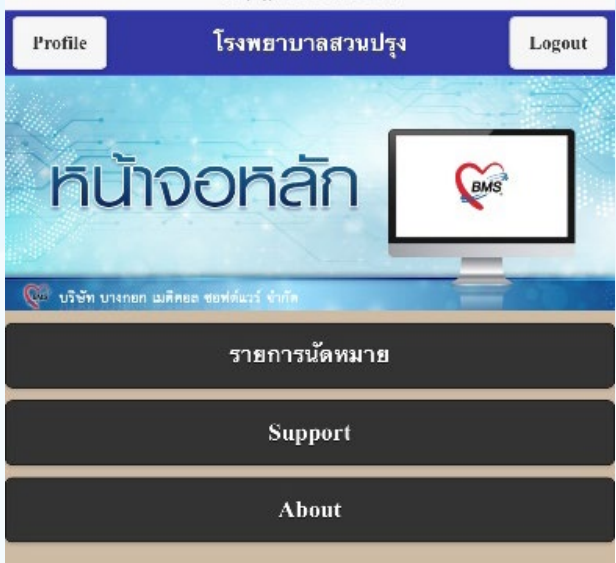 Profile
โรงพยาบาลสวนปรุง
Logout
หน้าจอหลัก
BMS
บริษัท บางกอก เมดิคอล ซอฟต์แวร์ จำกัด
รายการนัดหมาย
Support
About